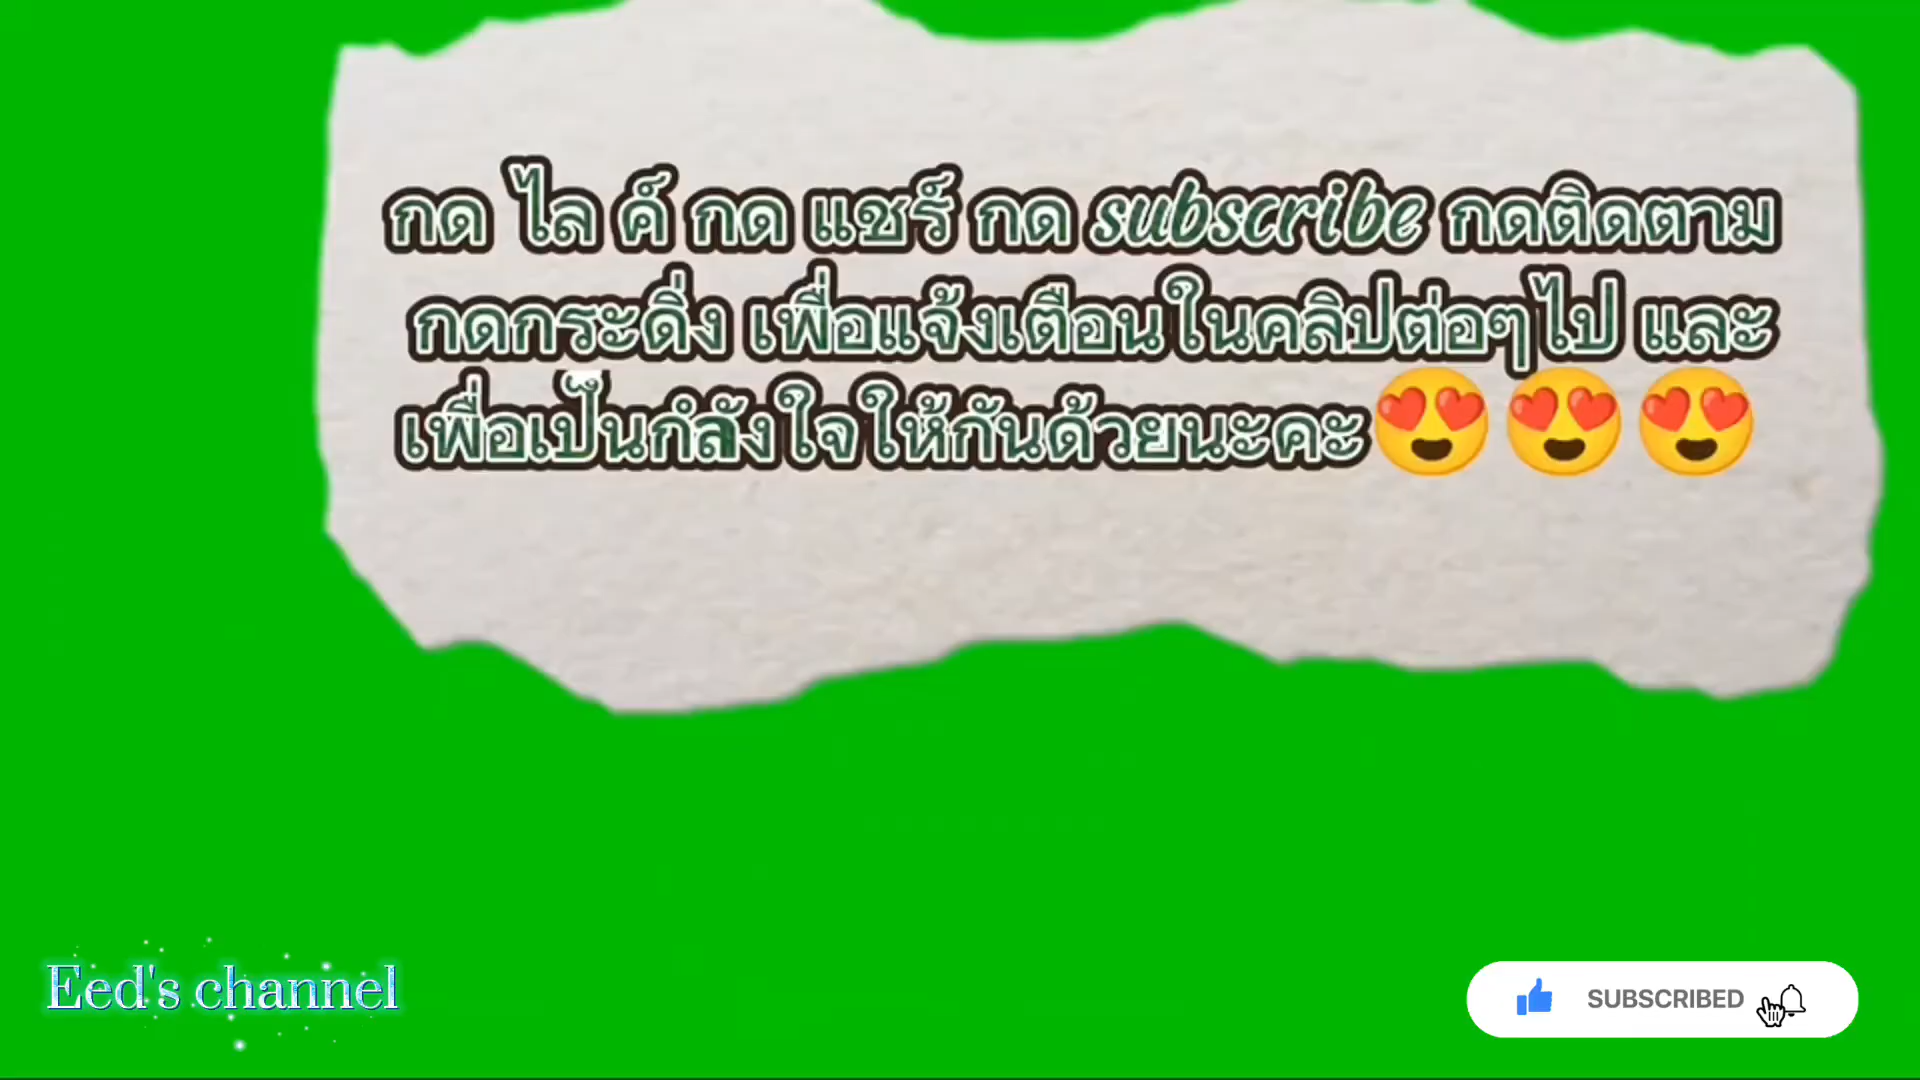 กด ไล ค์ กด แชร์ กด subscribe กดติดตาม
กดกระดิ่ง เพื่อแจ้งเตือนในคลิปต่อๆไป และ
เพื่อเป็นกำลังใจให้กันด้วยนะคะ😍😍😍
Eed's channel
SUBSCRIBED